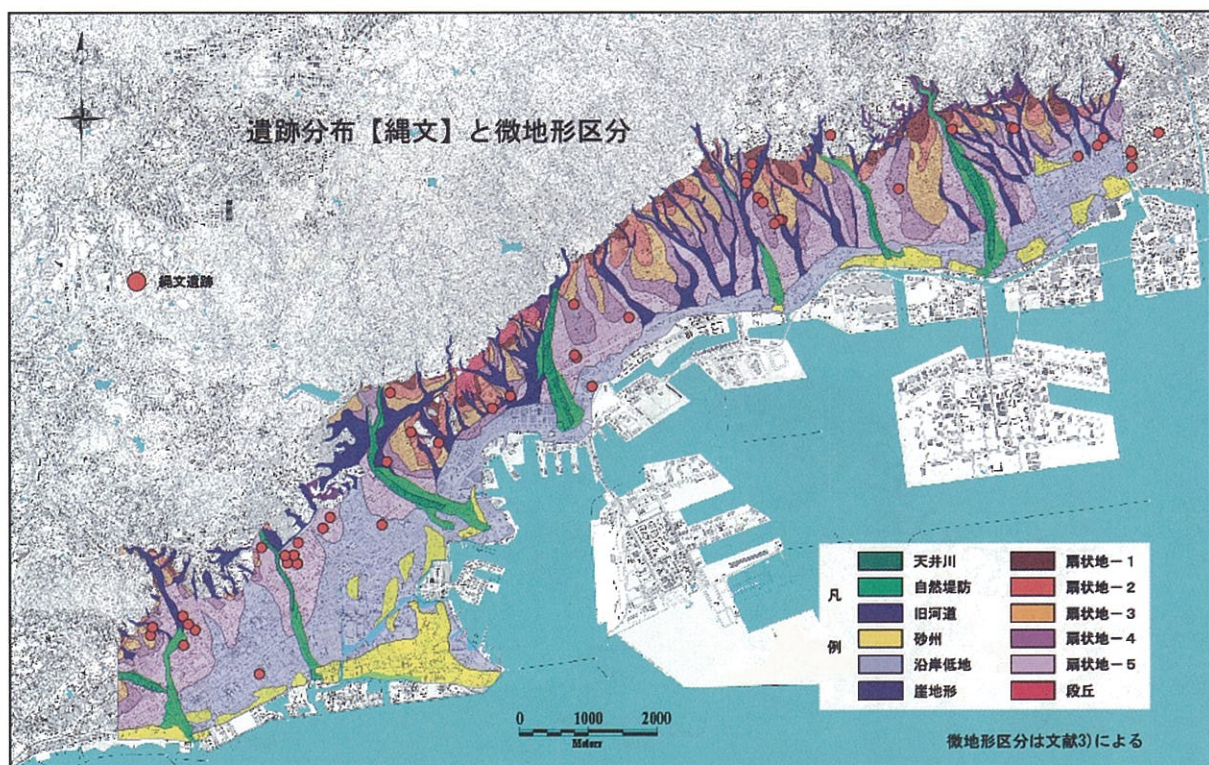 遺跡分布【縄文】と微地形区分
縄文遺跡
凡例
天井川
自然堤防
旧河道
砂州
沿岸低地
崖地形
扇状地－1
扇状地－2
扇状地－3
扇状地－4
扇状地－5
段丘
0 1000 2000
Meters
微地形区分は文献3)による